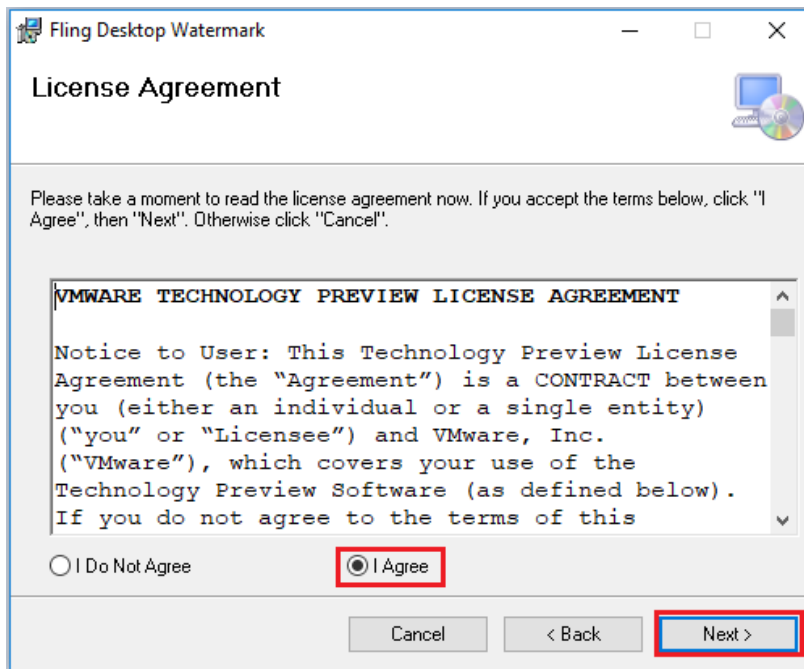 Fling Desktop Watermark
License Agreement
Please take a moment to read the license agreement now. If you accept the terms below, click "I
Agree", then "Next". Otherwise click "Cancel".
VMWARE TECHNOLOGY PREVIEW LICENSE AGREEMENT
Notice to User: This Technology Preview License
Agreement (the “Agreement”) is a CONTRACT between
you (either an individual or a single entity)
(“you” or “Licensee”) and VMware, Inc.
(“VMware”), which covers your use of the
Technology Preview Software (as defined below).
If you do not agree to the terms of this
I Do Not Agree
I Agree
Cancel
< Back
Next >